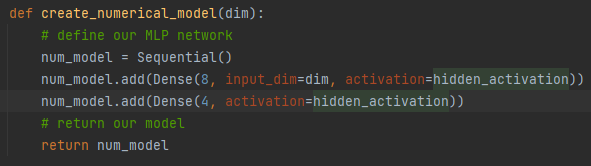 def create_numerical_model(dim):
    # define our MLP network
    num_model = Sequential()
    num_model.add(Dense(8, input_dim=dim, activation=hidden_activation))
    num_model.add(Dense(4, activation=hidden_activation))
    # return our model
    return num_model